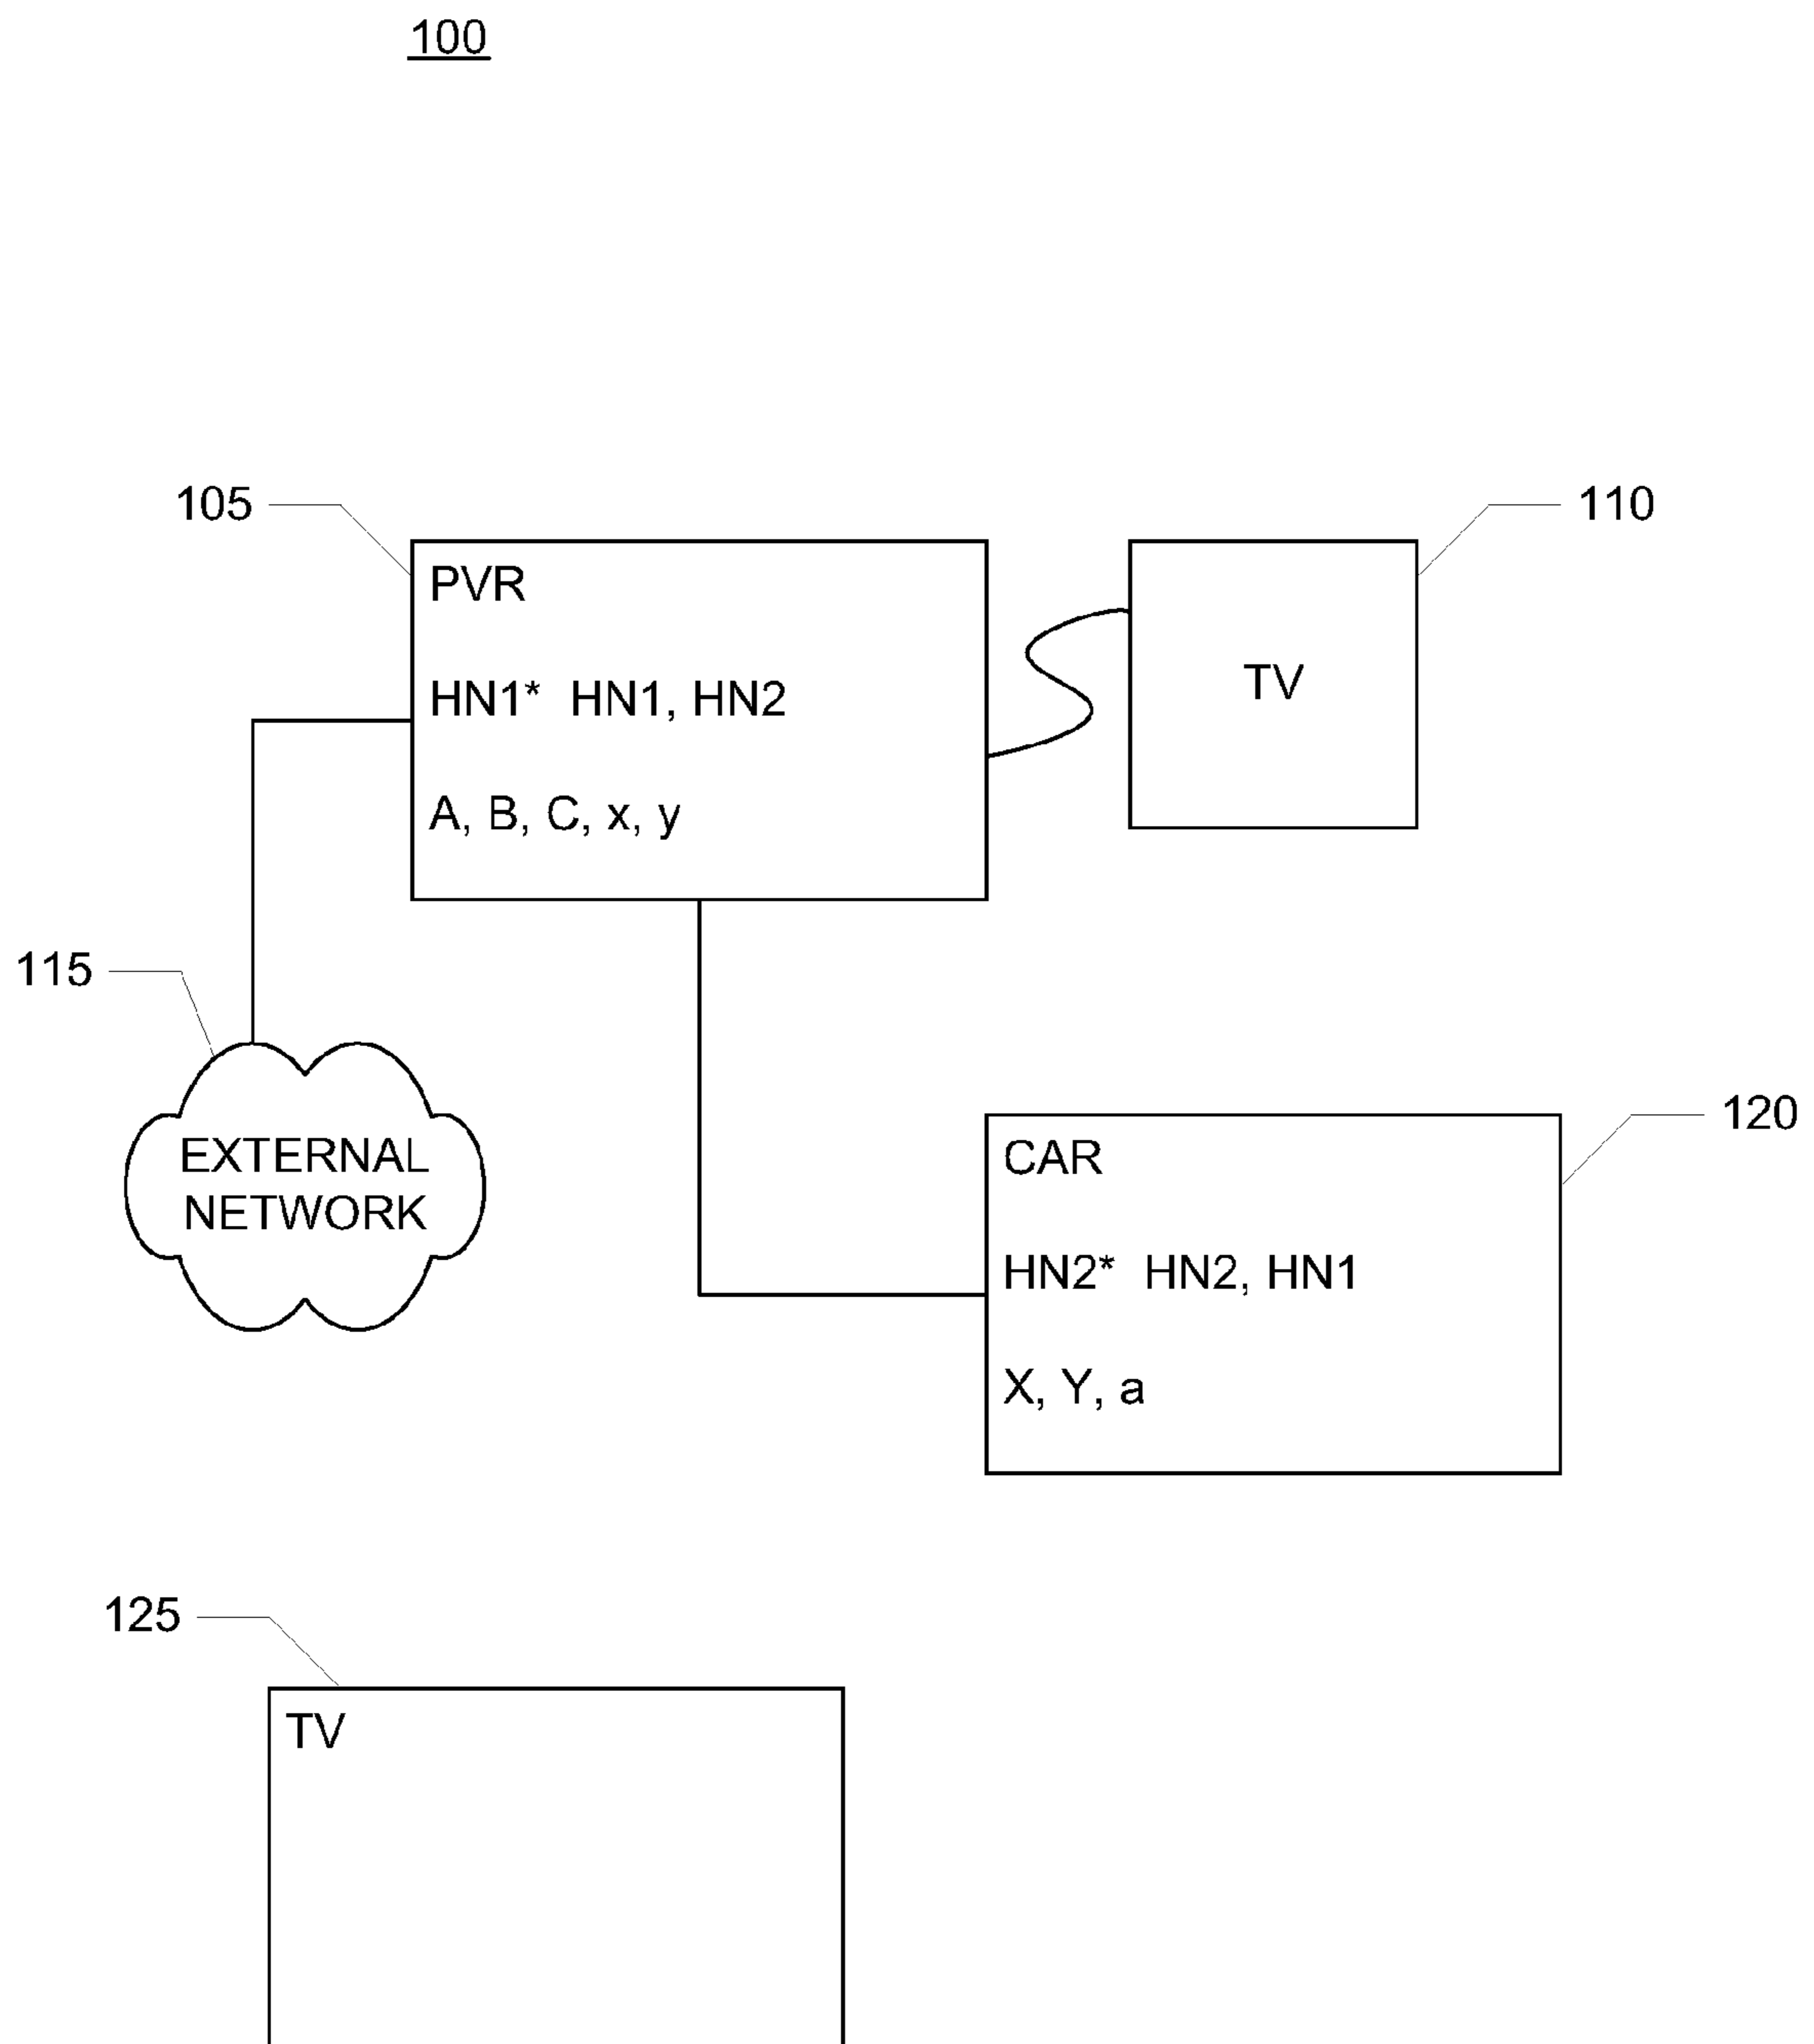 100
105
110
PVR
HN1* HN1, HN2
A, B, C, x, y
TV
115
EXTERNAL
NETWORK
120
CAR
HN2* HN2, HN1
X, Y, a
125
TV